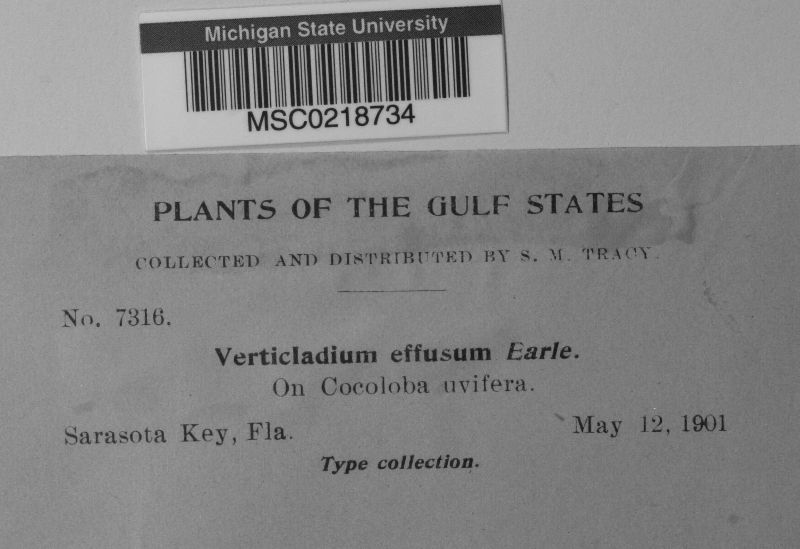 Michigan State University
MSC0218734
PLANTS OF THE GULF STATES
COLLECTED AND DISTRIBUTED BY S. M. TRACY.
No. 7316.
Verticladium effusum Earle.
On Cocoloba uvifera.
Sarasota Key, Fla. May 12, 1901
Type collection.